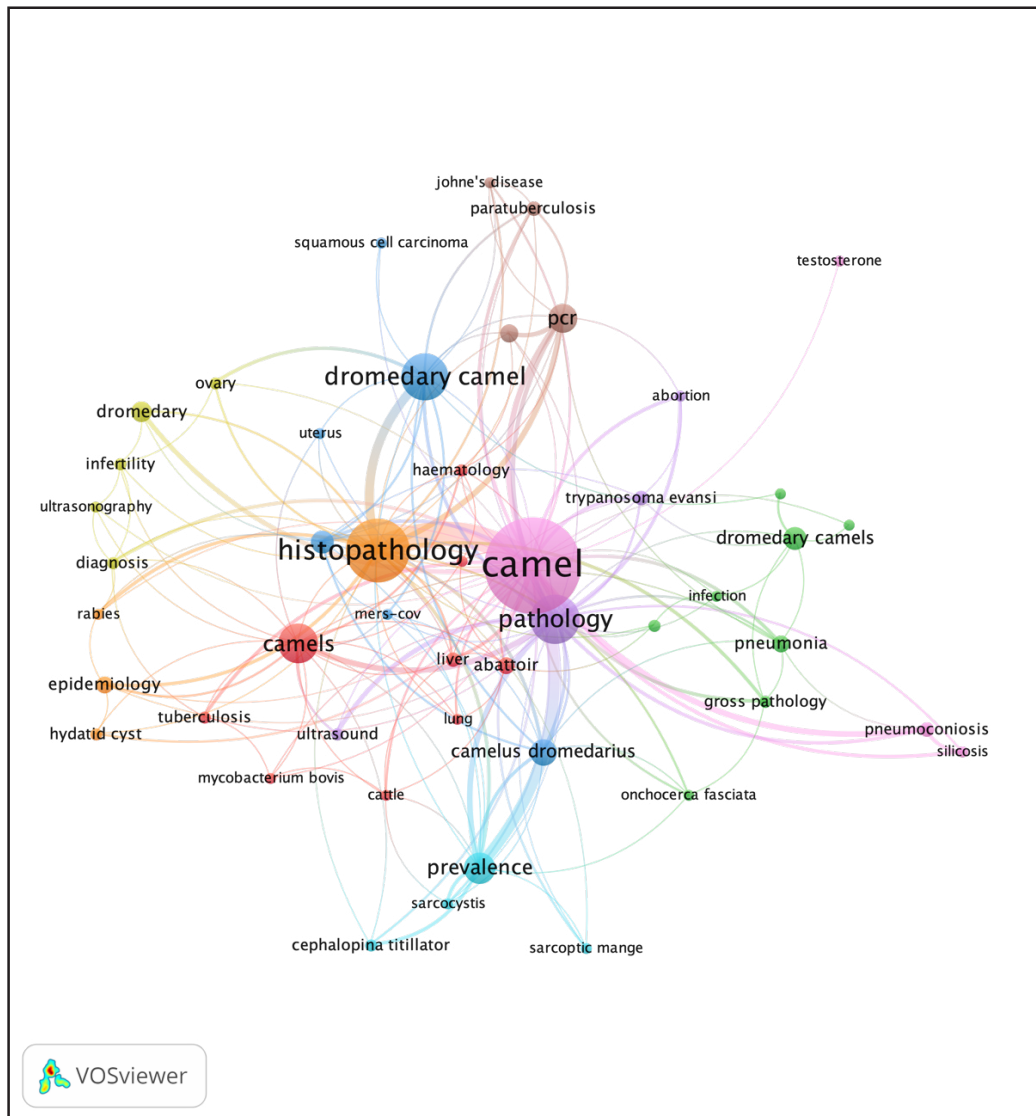 johne's disease
paratuberculosis
squamous cell carcinoma
testosterone
pcr
dromedary camel
ovary
abortion
dromedary
uterus
infertility
haematology
trypanosoma evansi
ultrasonography
dromedary camels
histopathology
camel
diagnosis
infection
rabies
mers-cov
pathology
camels
pneumonia
liver
abattoir
epidemiology
gross pathology
tuberculosis
lung
hydatid cyst
ultrasound
pneumoconiosis
camelus dromedarius
silicosis
mycobacterium bovis
cattle
onchocerca fasciata
prevalence
sarcocystis
cephalopina titillator
sarcoptic mange
VOSviewer